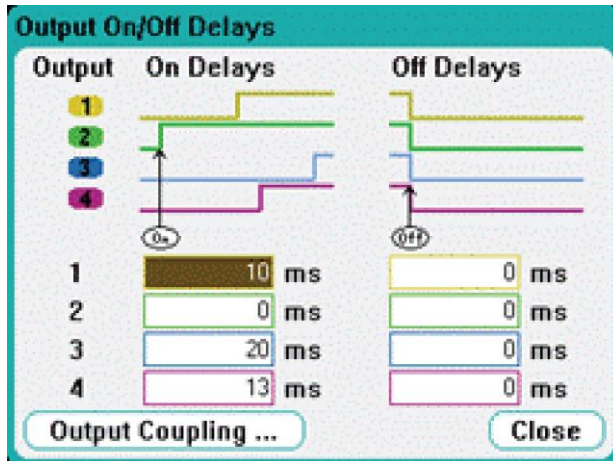 Output On/Off Delays
Output On Delays Off Delays
1
2
3
4
On Off
1 10 ms 0 ms
2 0 ms 0 ms
3 20 ms 0 ms
4 13 ms 0 ms
Output Coupling ... Close